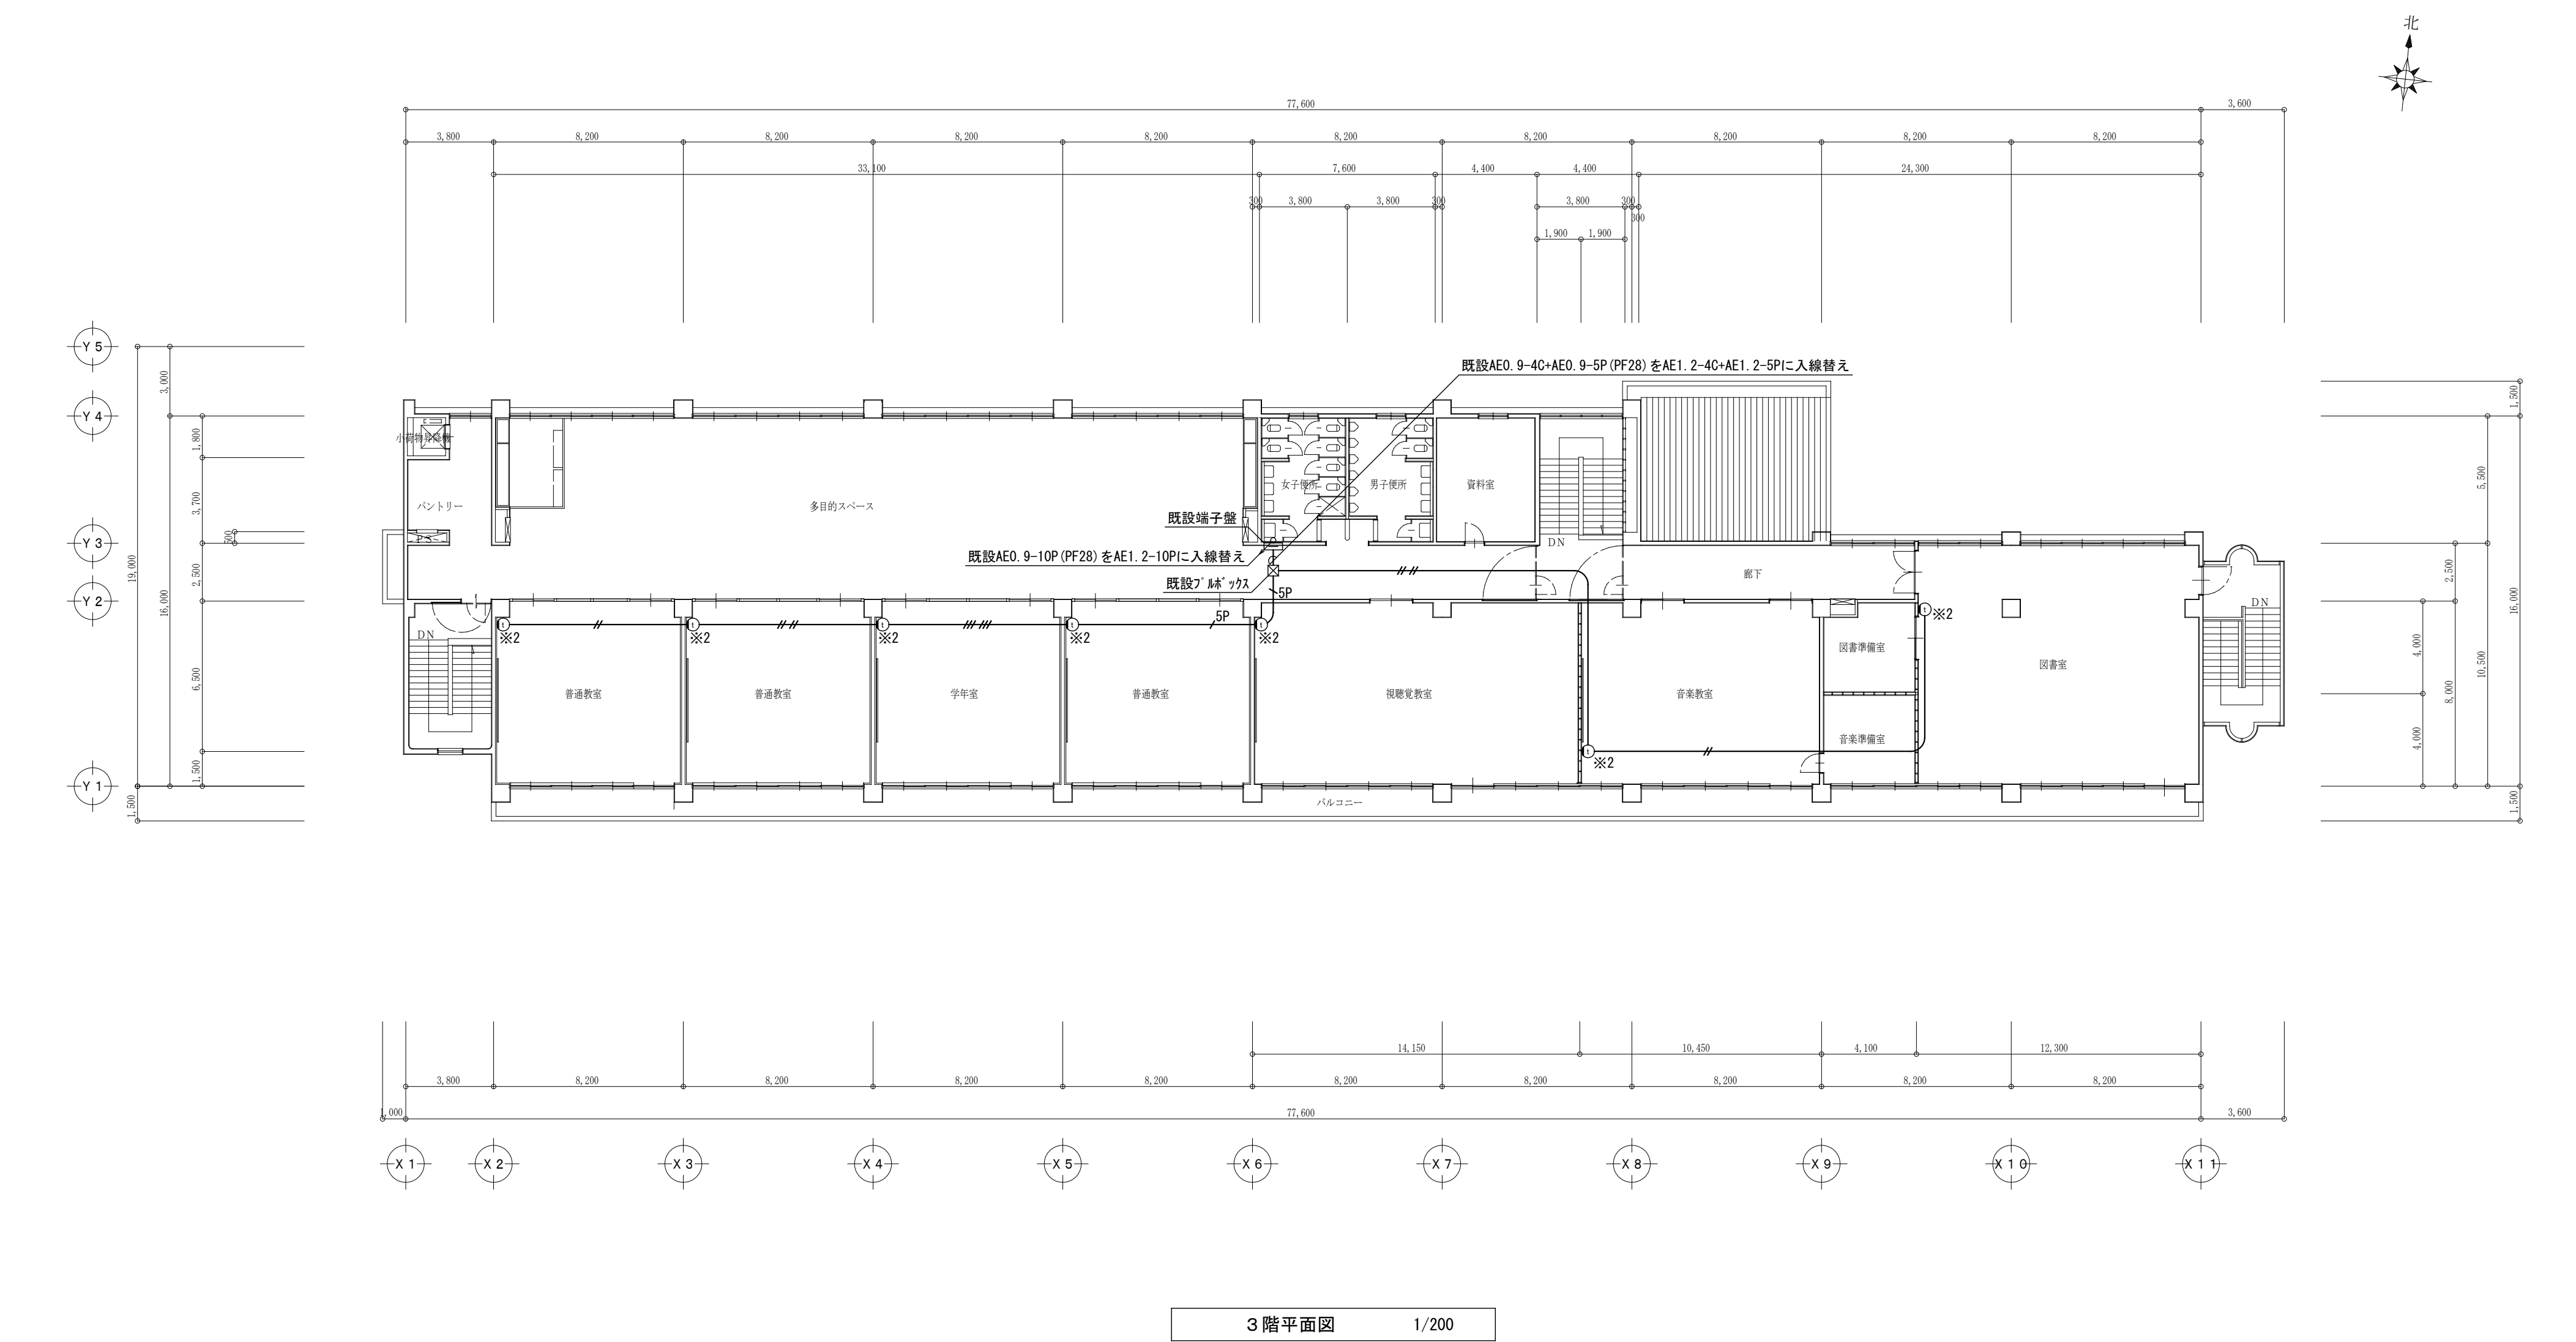 北
77,600
3,600
3,800
8,200
8,200
8,200
8,200
8,200
8,200
8,200
8,200
8,200
33,100
7,600
4,400
4,400
24,300
300
3,800
3,800
300
3,800
300
300
1,900
1,900
Y5
Y4
Y3
Y2
Y1
19,000
1,500
3,000
16,000
1,800
3,700
500
2,500
6,500
1,500
既設AE0.9-4C+AE0.9-5P(PF28)をAE1.2-4C+AE1.2-5Pに入線替え
小荷物昇降機
パントリー
PS
多目的スペース
女子便所
男子便所
資料室
既設端子盤
既設AE0.9-10P(PF28)をAE1.2-10Pに入線替え
既設プルボックス
DN
廊下
5P
5P
DN
DN
t
※2
t
※2
t
※2
t
※2
t
※2
t
※2
t
※2
普通教室
普通教室
学年室
普通教室
視聴覚教室
音楽教室
図書準備室
音楽準備室
図書室
バルコニー
1,500
5,500
2,500
16,000
10,500
4,000
8,000
4,000
1,500
14,150
10,450
4,100
12,300
3,800
8,200
8,200
8,200
8,200
8,200
8,200
8,200
8,200
8,200
1,000
77,600
3,600
X1
X2
X3
X4
X5
X6
X7
X8
X9
X10
X11
3階平面図 1/200